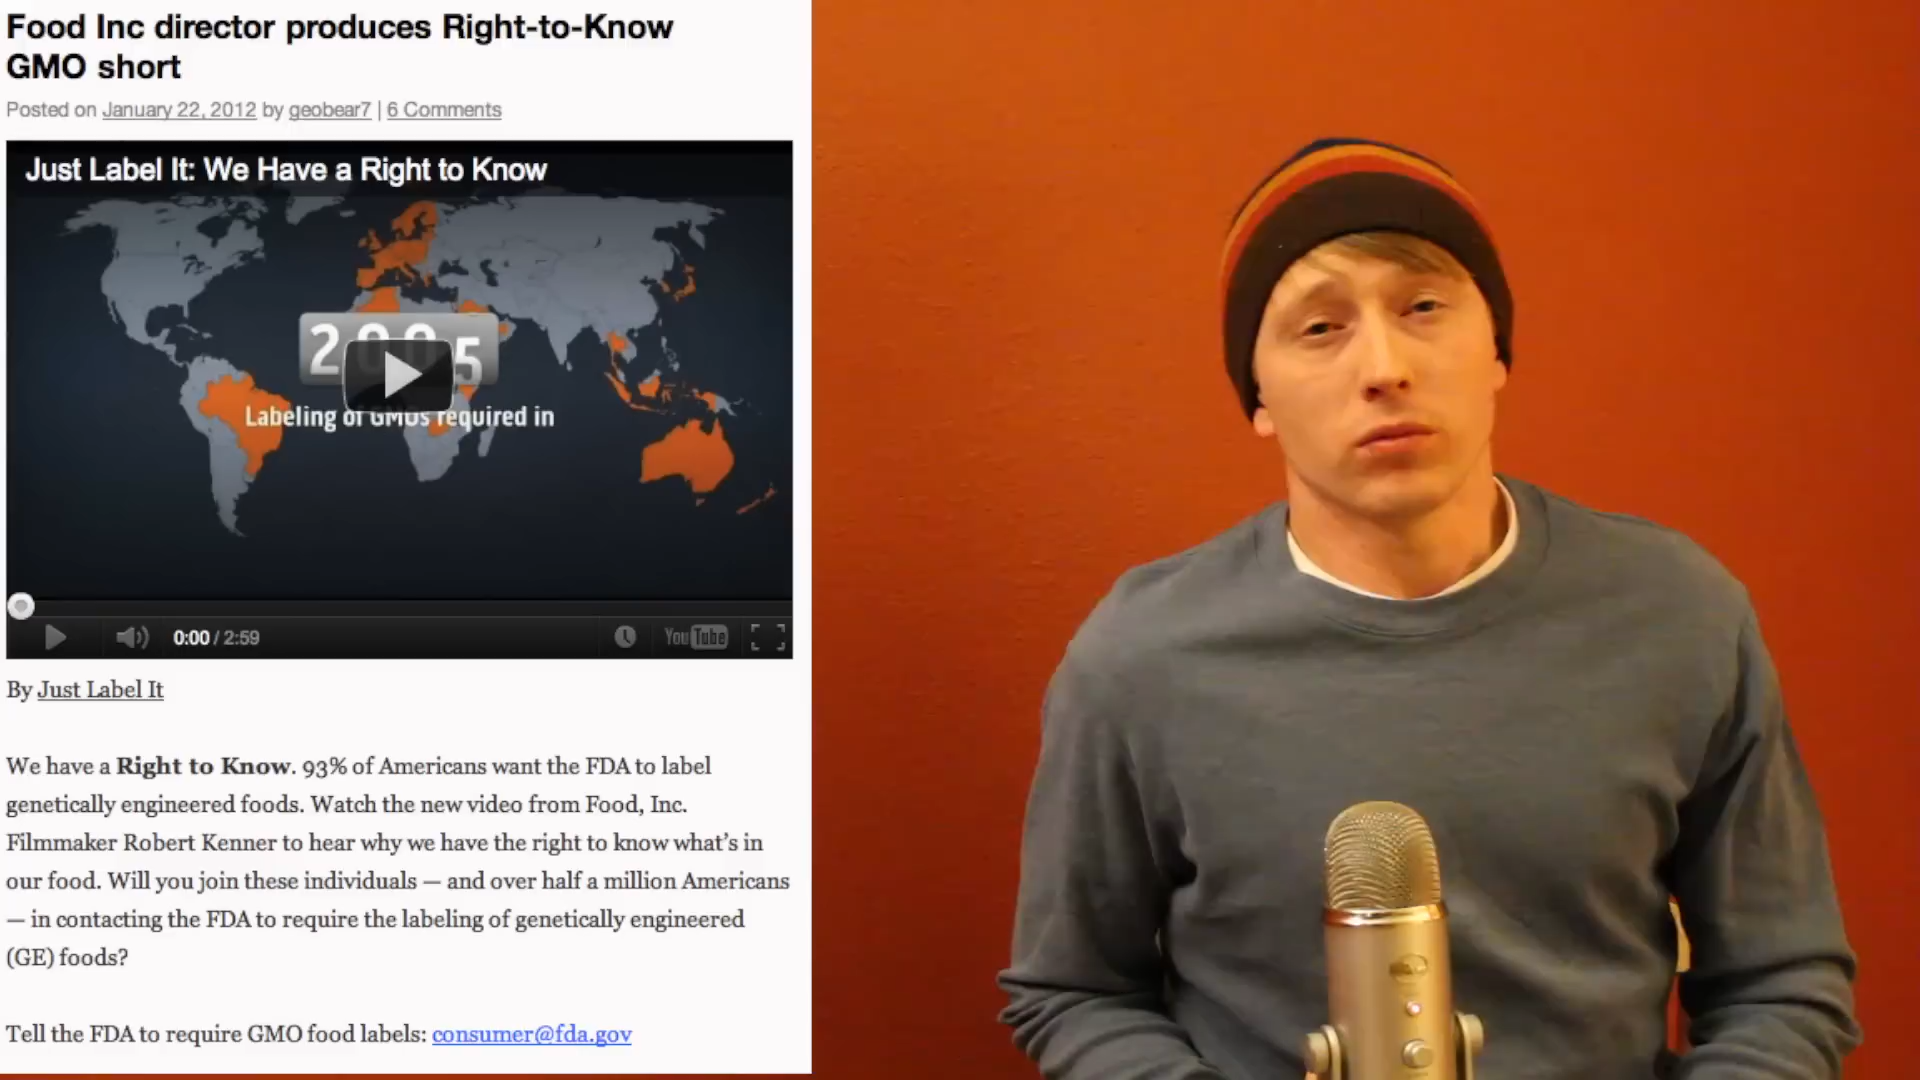 Food Inc director produces Right-to-Know
GMO short
Posted on January 22, 2012 by geobear7 | 6 Comments
Just Label It: We Have a Right to Know
2005
Labeling of GMOs required in
0:00 / 2:59
YouTube
By Just Label It
We have a Right to Know. 93% of Americans want the FDA to label
genetically engineered foods. Watch the new video from Food, Inc.
Filmmaker Robert Kenner to hear why we have the right to know what's in
our food. Will you join these individuals — and over half a million Americans
— in contacting the FDA to require the labeling of genetically engineered
(GE) foods?
Tell the FDA to require GMO food labels: consumer@fda.gov